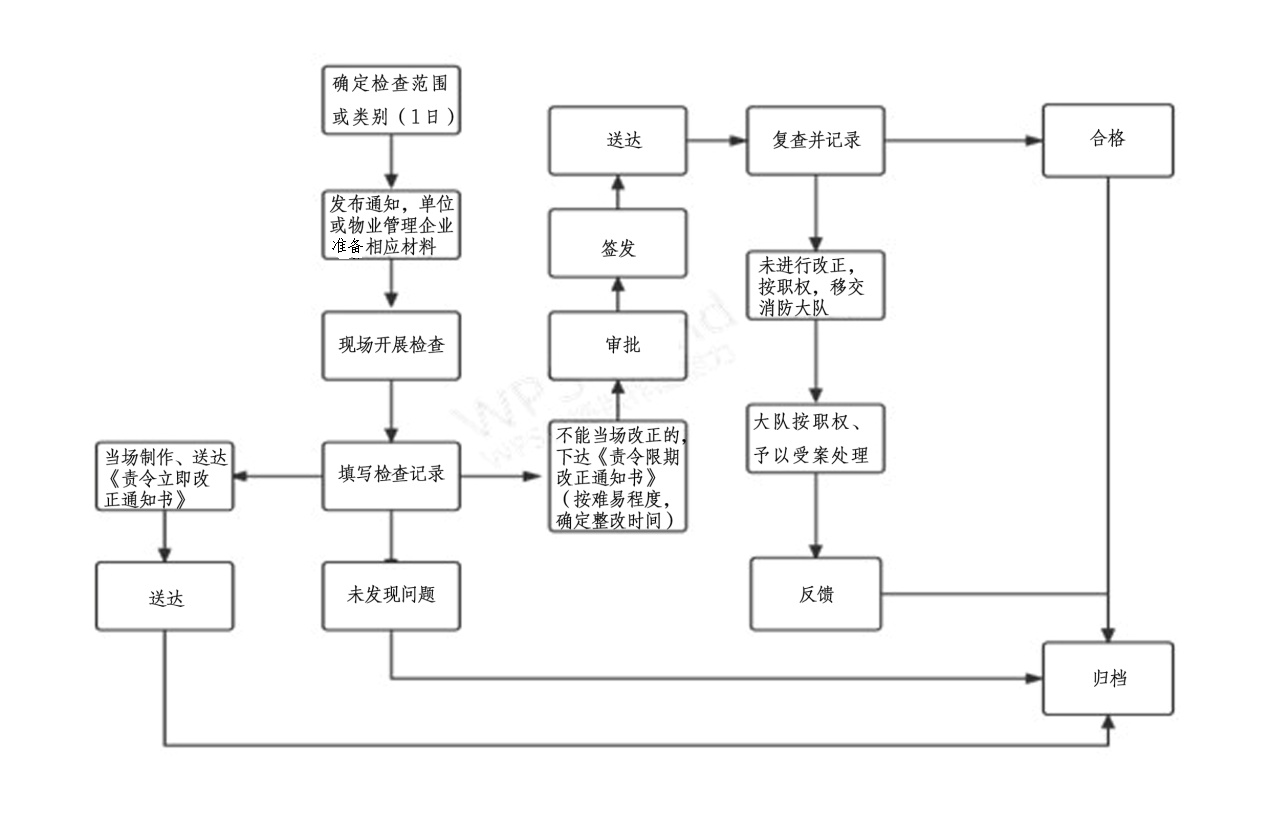 确定检查范围
或类别（1日）
发布通知，单位
或物业管理企业
准备相应材料
现场开展检查
填写检查记录
当场制作、送达
《责令立即改
正通知书》
送达
未发现问题
不能当场改正的，
下达《责令限期
改正通知书》
（按难易程度，
确定整改时间）
审批
签发
送达
复查并记录
未进行改正，
按职权，移交
消防大队
大队按职权、
予以受案处理
反馈
合格
归档